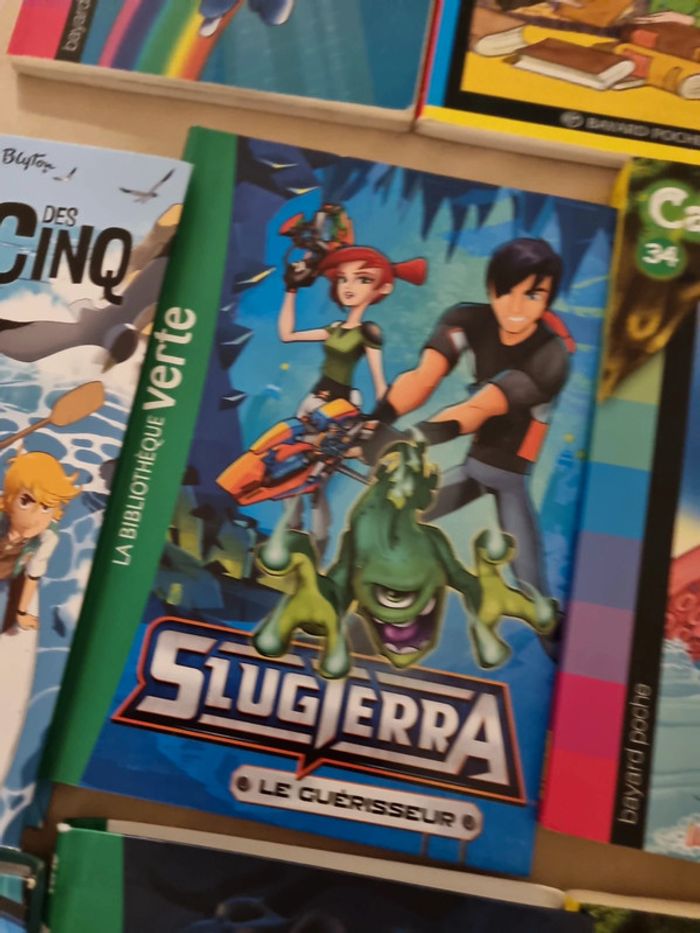 bayard
BAYARD POCHE
Blyton
DES
CINQ
LA BIBLIOTHÈQUE verte
Ca
34
SLUGTERRA
LE GUÉRISSEUR
bayard poche